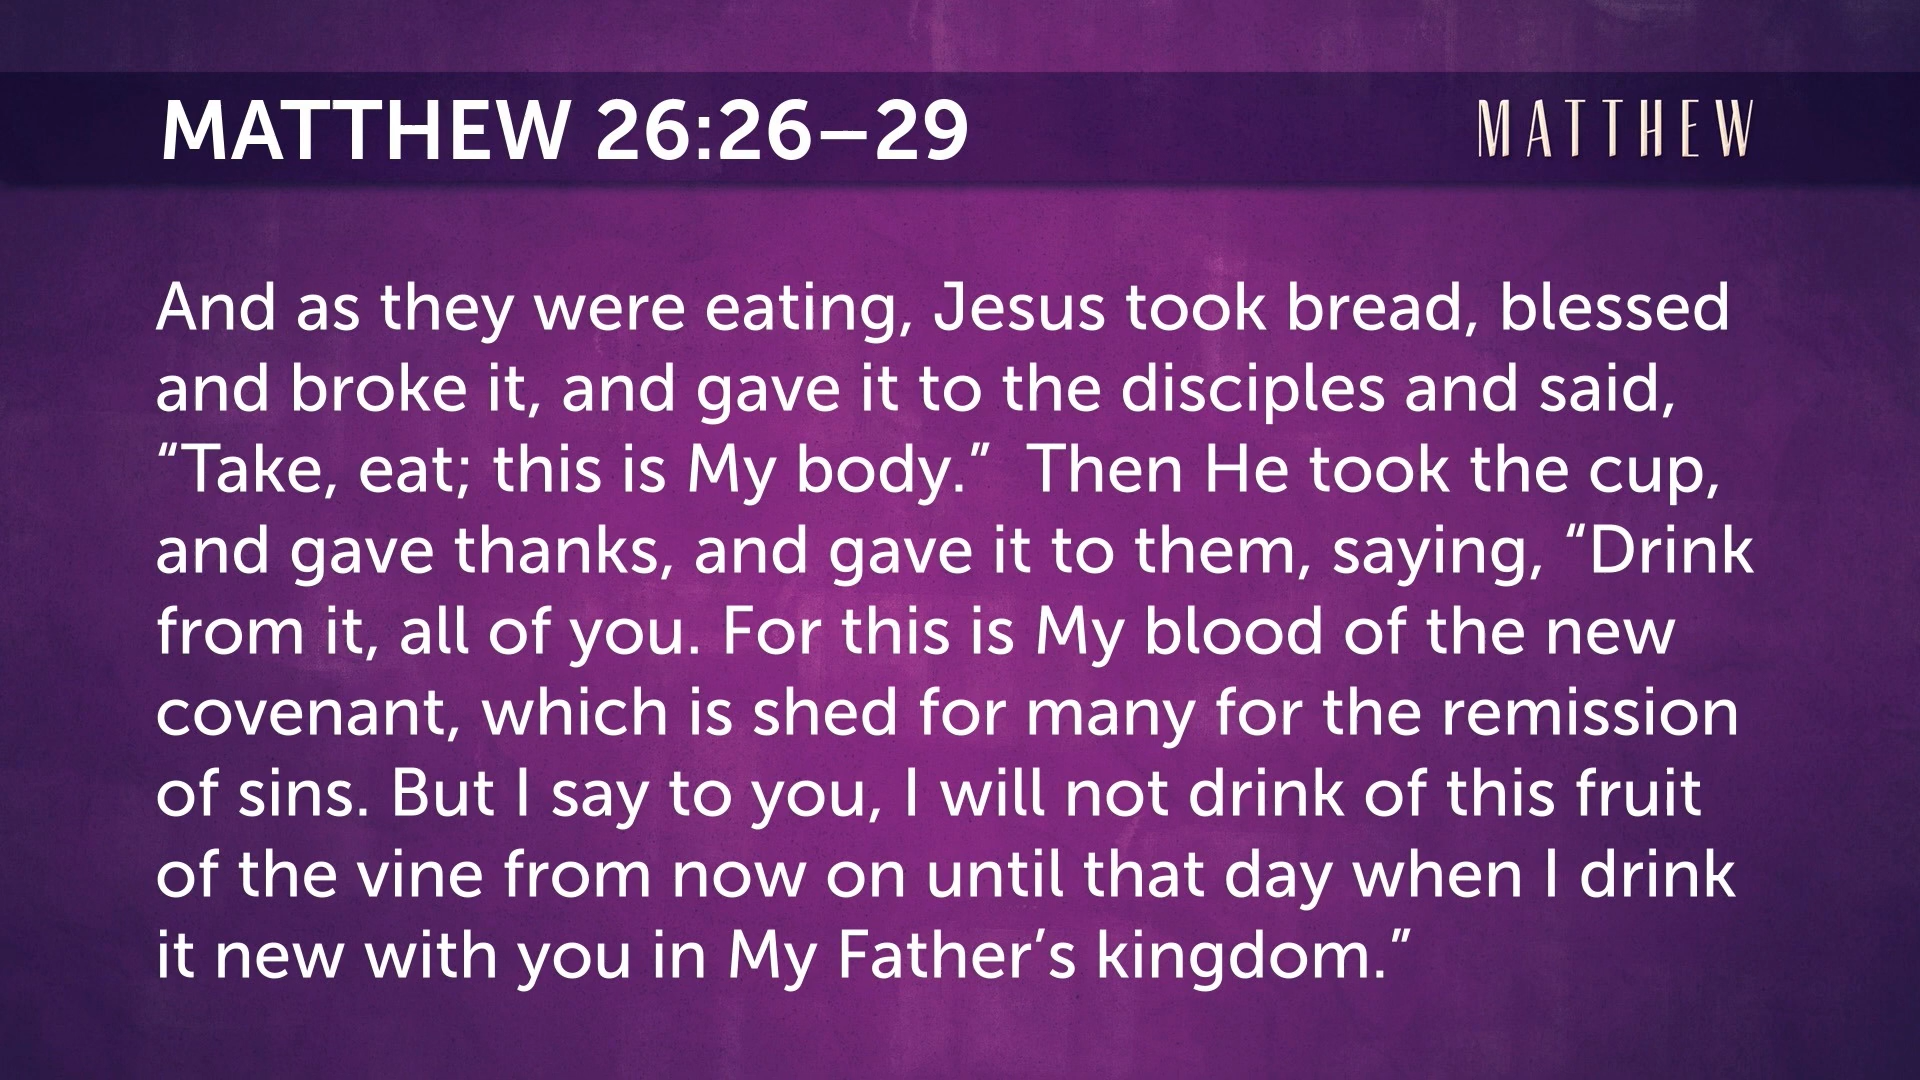 MATTHEW 26:26–29
MATTHEW
And as they were eating, Jesus took bread, blessed
and broke it, and gave it to the disciples and said,
“Take, eat; this is My body.”  Then He took the cup,
and gave thanks, and gave it to them, saying, “Drink
from it, all of you. For this is My blood of the new
covenant, which is shed for many for the remission
of sins. But I say to you, I will not drink of this fruit
of the vine from now on until that day when I drink
it new with you in My Father’s kingdom.”